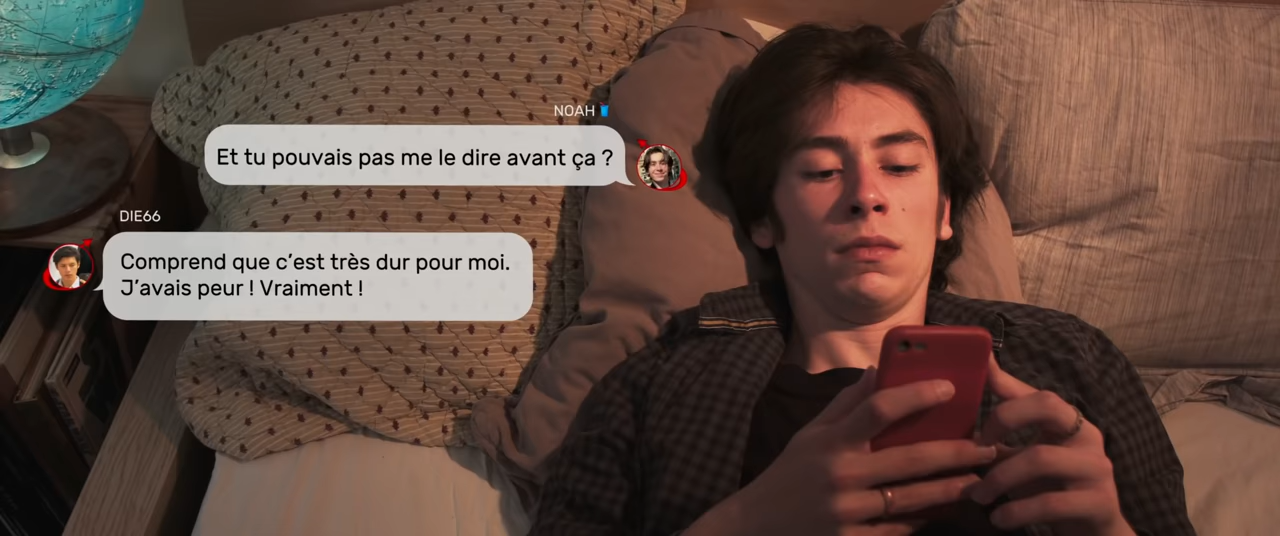 NOAH
Et tu pouvais pas me le dire avant ça ?
DIE66
Comprend que c'est très dur pour moi.
J'avais peur ! Vraiment !